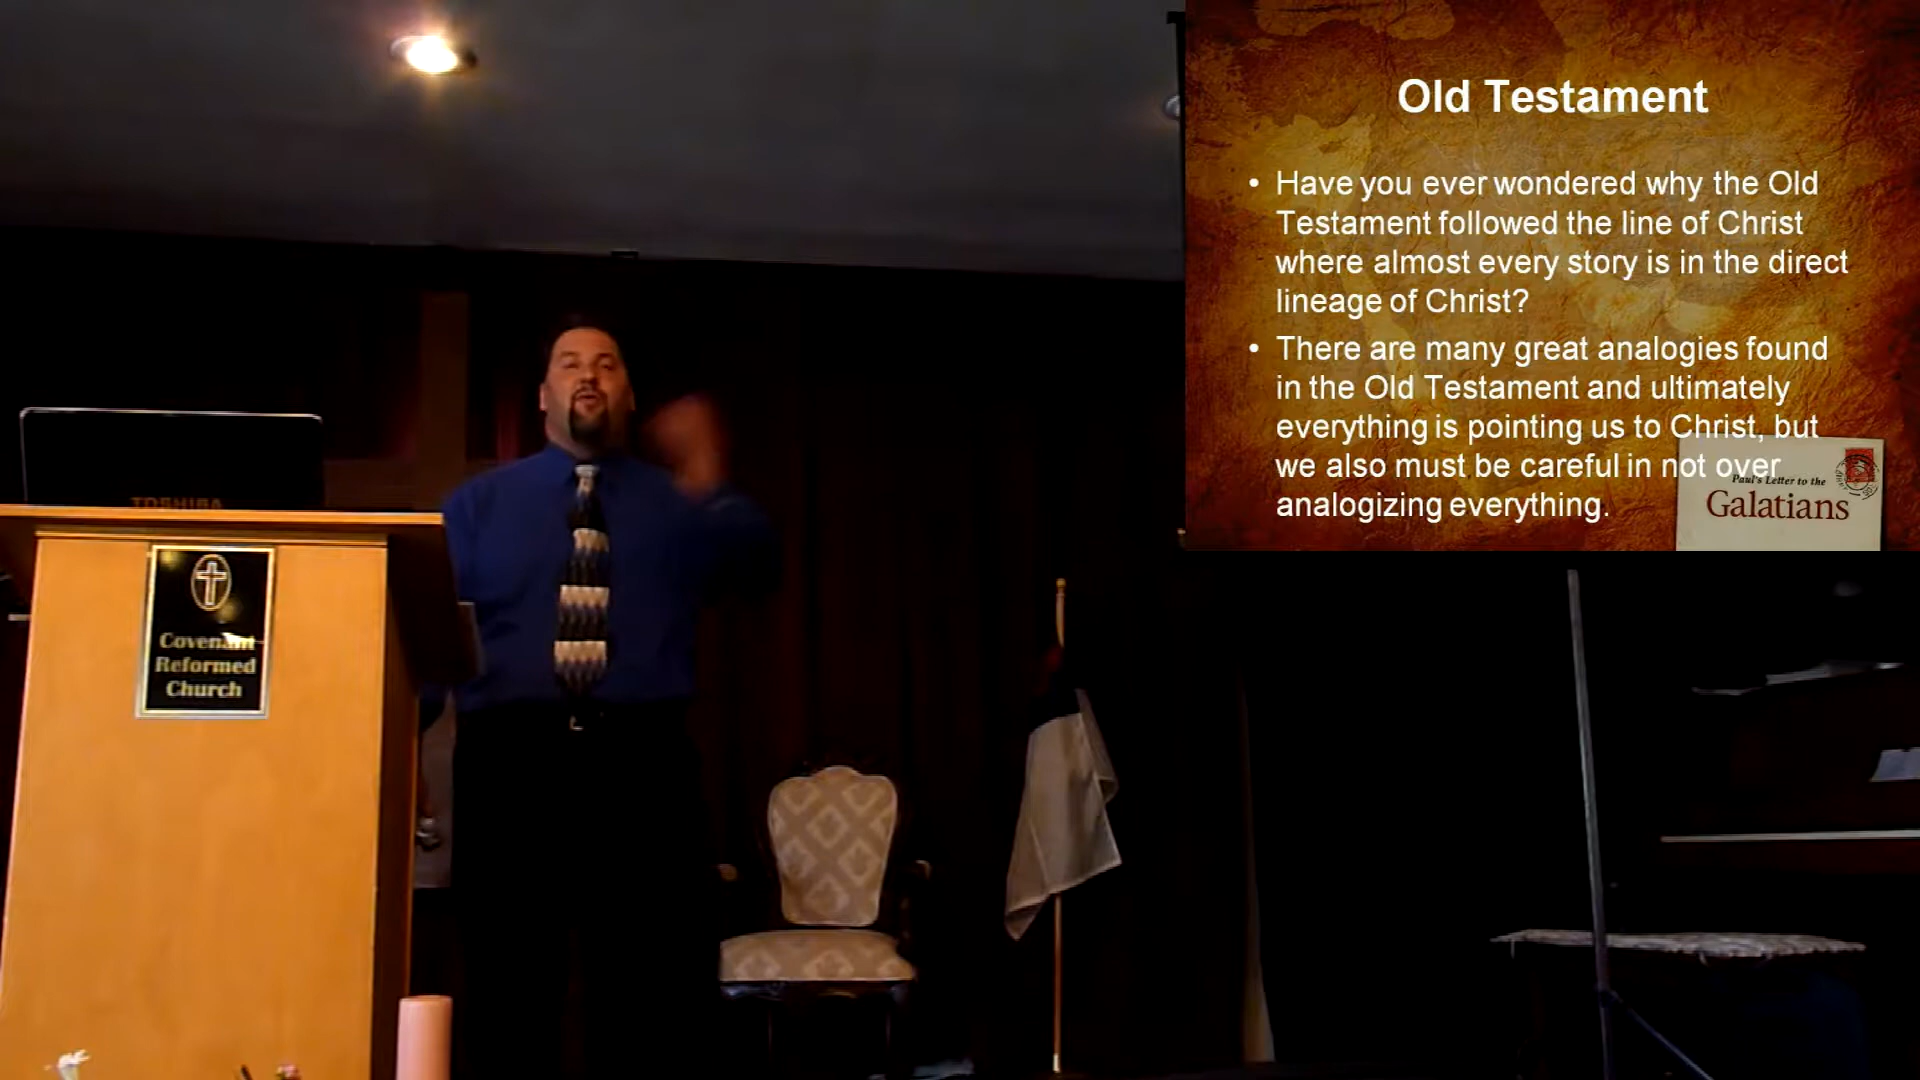 Old Testament
• Have you ever wondered why the Old
Testament followed the line of Christ
where almost every story is in the direct
lineage of Christ?
• There are many great analogies found
in the Old Testament and ultimately
everything is pointing us to Christ, but
we also must be careful in not over
analogizing everything.
Paul's Letter to the
Galatians
TOSHIBA
Covenant
Reformed
Church